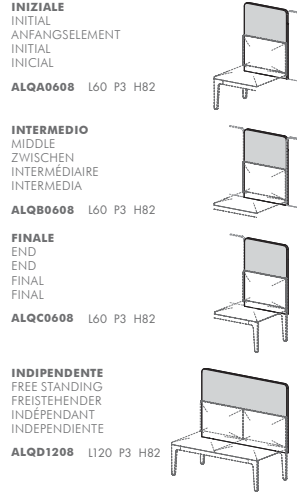 INIZIALE
INITIAL
ANFANGSELEMENT
INITIAL
INICIAL
ALQA0608 L60 P3 H82
INTERMEDIO
MIDDLE
ZWISCHEN
INTERMÉDIAIRE
INTERMEDIA
ALQB0608 L60 P3 H82
FINALE
END
END
FINAL
FINAL
ALQC0608 L60 P3 H82
INDIPENDENTE
FREE STANDING
FREISTEHENDER
INDÉPENDANT
INDEPENDIENTE
ALQD1208 L120 P3 H82